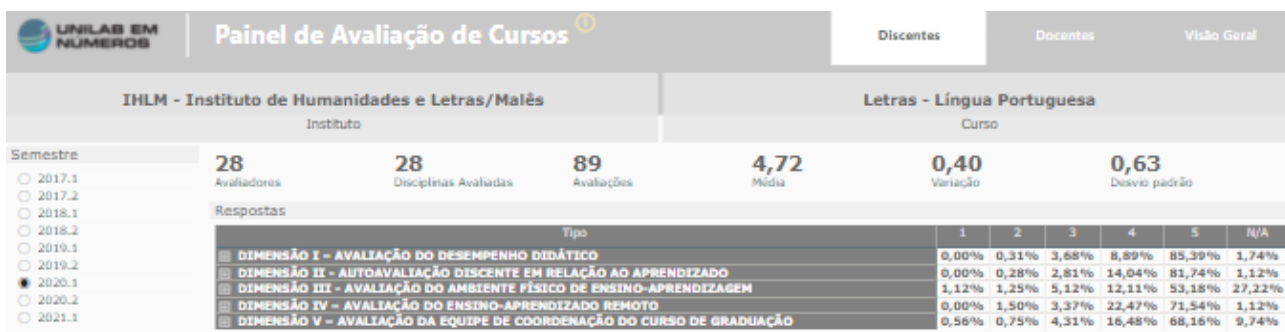 UNILAB EM NÚMEROS
Painel de Avaliação de Cursos
Discentes Docentes Visão Geral
IHLM - Instituto de Humanidades e Letras/Malês
Instituto
Letras - Língua Portuguesa
Curso
Semestre
2017.1
2017.2
2018.1
2018.2
2019.1
2019.2
2020.1
2020.2
2021.1
28 28 89 4,72 0,40 0,63
Avaliadores Disciplinas Avaliadas Avaliações Média Variação Desvio padrão
Respostas
Tipo 1 2 3 4 5 N/A
DIMENSÃO I – AVALIAÇÃO DO DESEMPENHO DIDÁTICO 0,00% 0,31% 3,68% 8,89% 85,39% 1,74%
DIMENSÃO II - AUTOAVALIAÇÃO DISCENTE EM RELAÇÃO AO APRENDIZADO 0,00% 0,28% 2,81% 14,04% 81,74% 1,12%
DIMENSÃO III - AVALIAÇÃO DO AMBIENTE FÍSICO DE ENSINO-APRENDIZAGEM 1,12% 1,25% 5,12% 12,11% 53,18% 27,22%
DIMENSÃO IV – AVALIAÇÃO DO ENSINO-APRENDIZADO REMOTO 0,00% 1,50% 3,37% 22,47% 71,54% 1,12%
DIMENSÃO V – AVALIAÇÃO DA EQUIPE DE COORDENAÇÃO DO CURSO DE GRADUAÇÃO 0,56% 0,75% 4,31% 16,48% 68,16% 9,74%